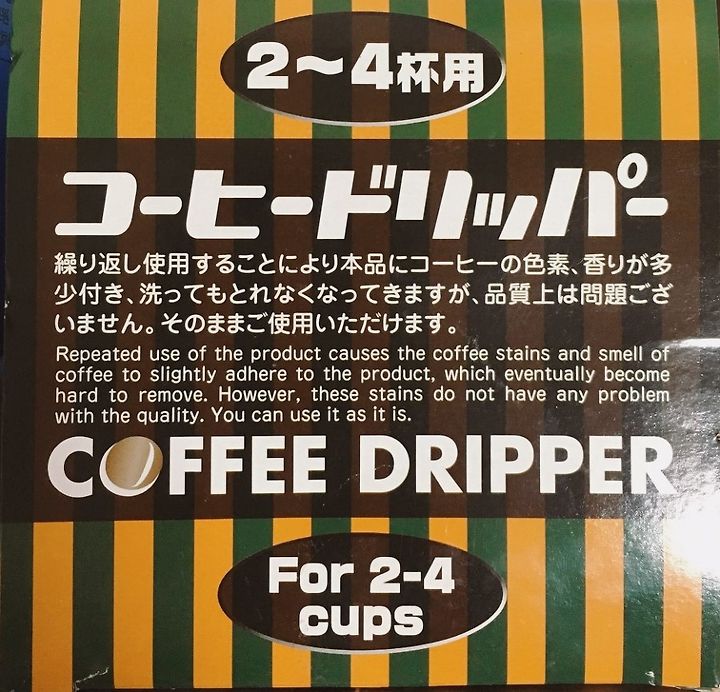 2～4杯用
コーヒードリッパー
繰り返し使用することにより本品にコーヒーの色素、香りが多
少付き、洗ってもとれなくなってきますが、品質上は問題ござ
いません。そのままご使用いただけます。
Repeated use of the product causes the coffee stains and smell of
coffee to slightly adhere to the product, which eventually become
hard to remove. However, these stains do not have any problem
with the quality. You can use it as it is.
COFFEE DRIPPER
For 2-4
cups